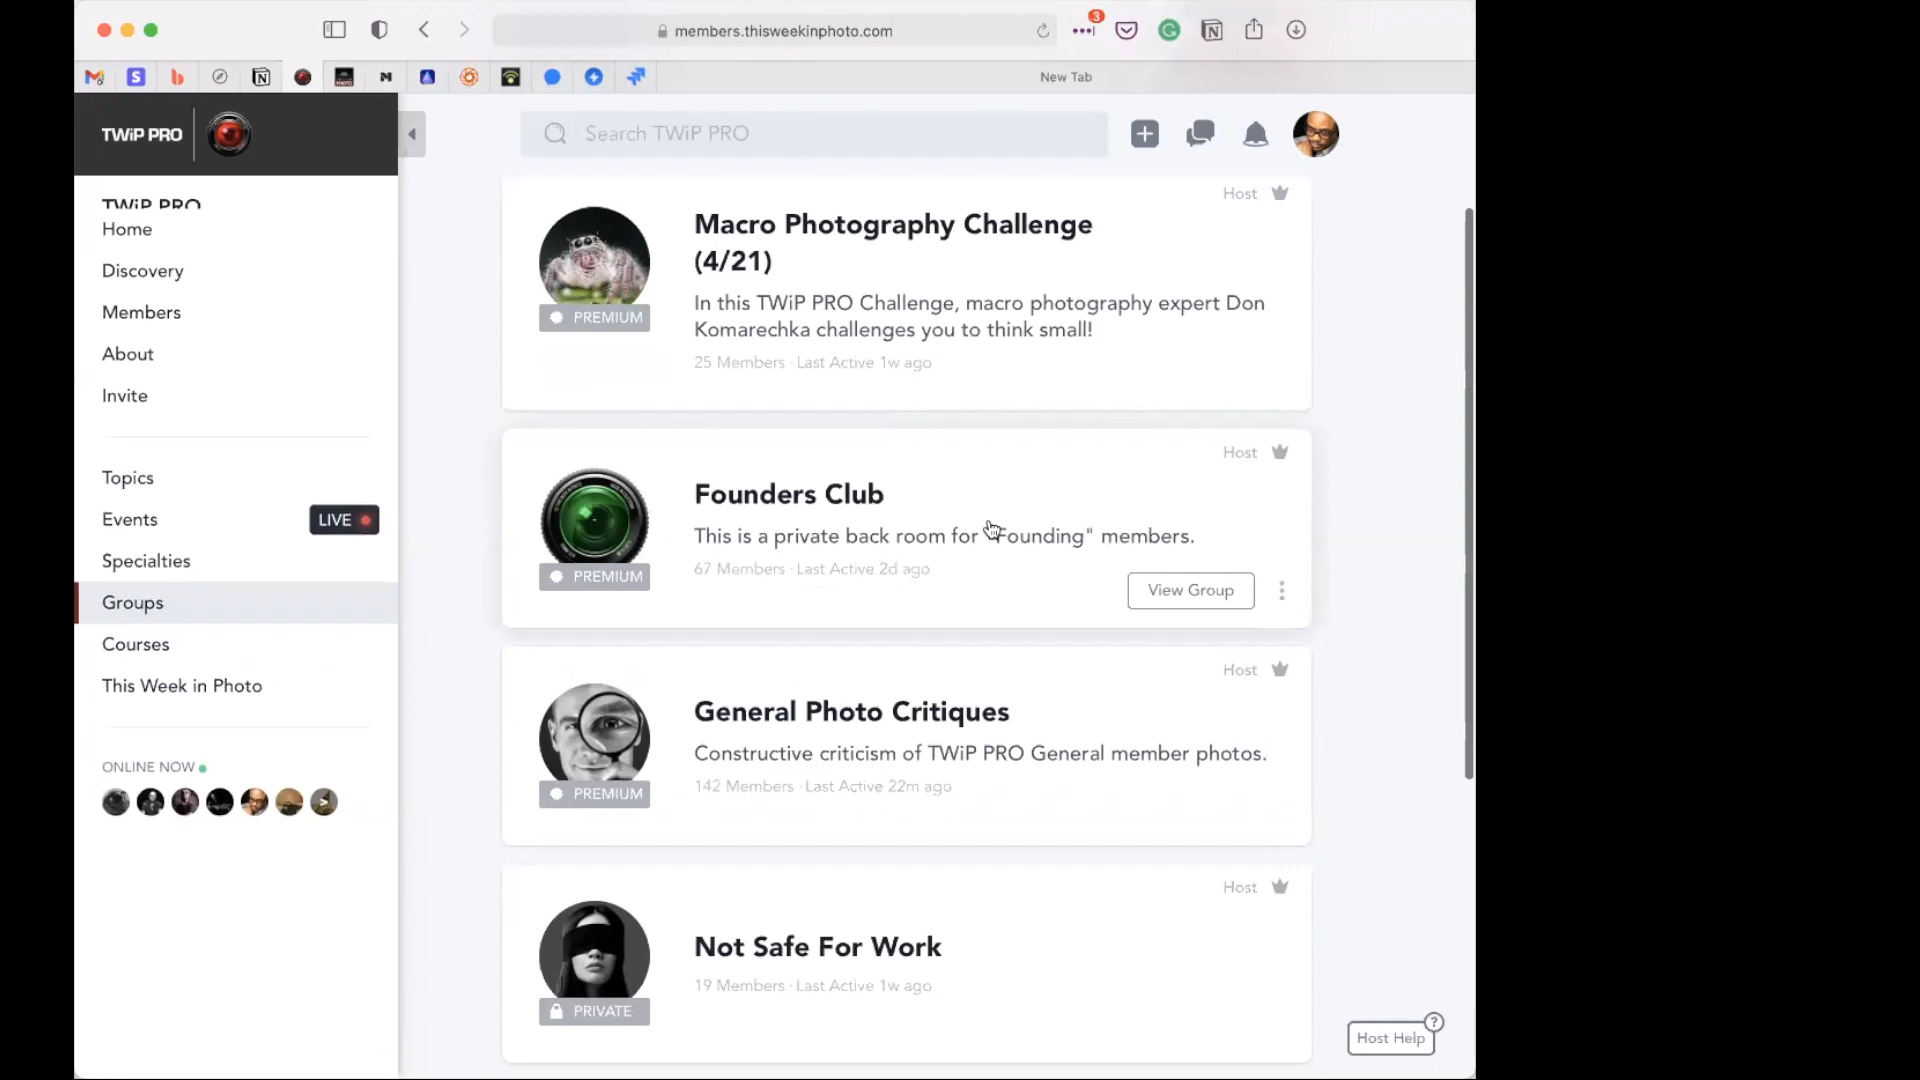 members.thisweekinphoto.com
3
New Tab
TWiP PRO
Search TWiP PRO
TWiP PRO
Home
Discovery
Members
About
Invite
Topics
Events
LIVE
Specialties
Groups
Courses
This Week in Photo
ONLINE NOW
Host
Macro Photography Challenge
(4/21)
In this TWiP PRO Challenge, macro photography expert Don
Komarechka challenges you to think small!
25 Members · Last Active 1w ago
PREMIUM
Host
Founders Club
This is a private back room for "Founding" members.
67 Members · Last Active 2d ago
PREMIUM
View Group
Host
General Photo Critiques
Constructive criticism of TWiP PRO General member photos.
142 Members · Last Active 22m ago
PREMIUM
Host
Not Safe For Work
19 Members · Last Active 1w ago
PRIVATE
Host Help
?